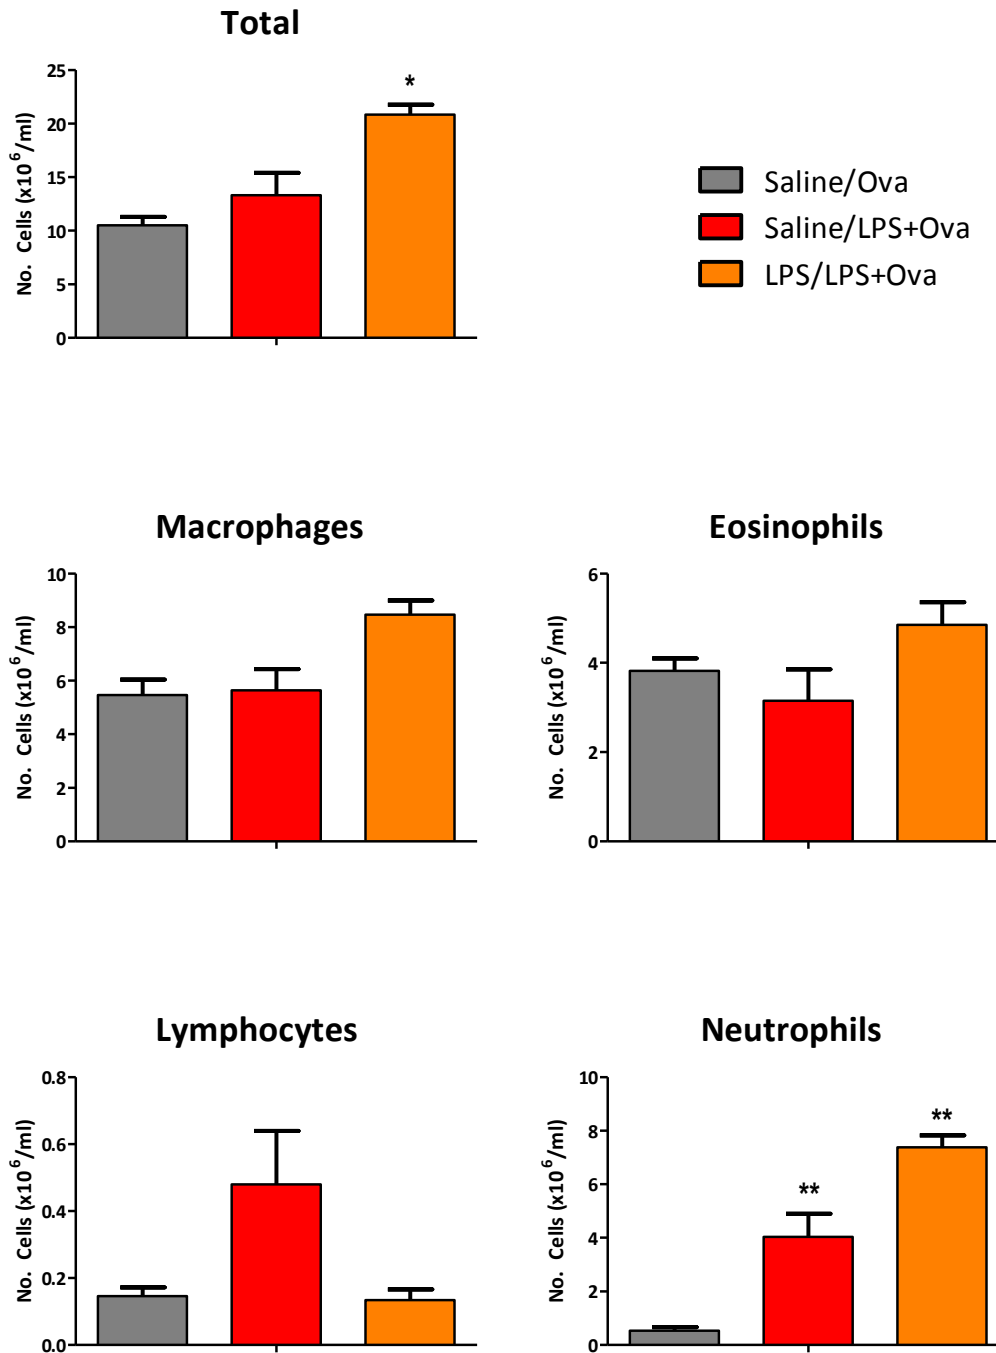 Total
No. Cells (x10⁶/ml)
25
20
15
10
5
0
*
Saline/Ova
Saline/LPS+Ova
LPS/LPS+Ova
Macrophages
No. Cells (x10⁶/ml)
10
8
6
4
2
0
Eosinophils
No. Cells (x10⁶/ml)
6
4
2
0
Lymphocytes
No. Cells (x10⁶/ml)
0.8
0.6
0.4
0.2
0.0
Neutrophils
No. Cells (x10⁶/ml)
10
8
6
4
2
0
**
**